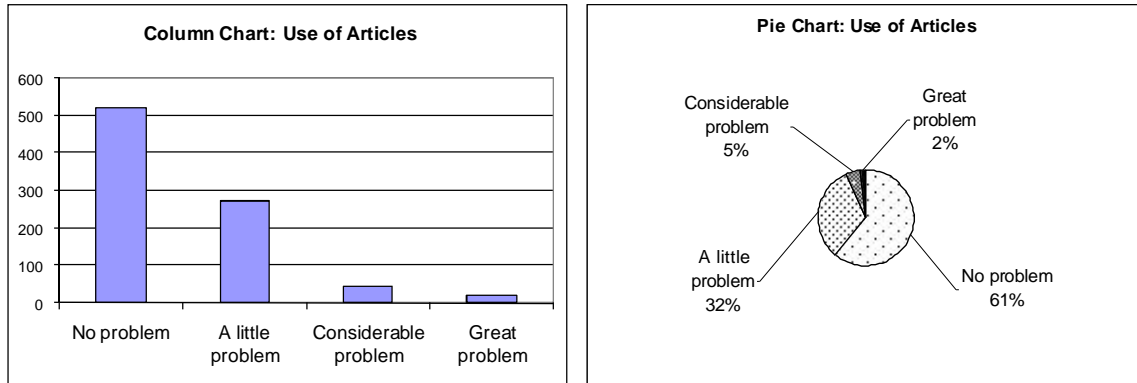 Column Chart: Use of Articles
600
500
400
300
200
100
0
No problem
A little
problem
Considerable
problem
Great
problem
Pie Chart: Use of Articles
Considerable
problem
5%
Great
problem
2%
A little
problem
32%
No problem
61%